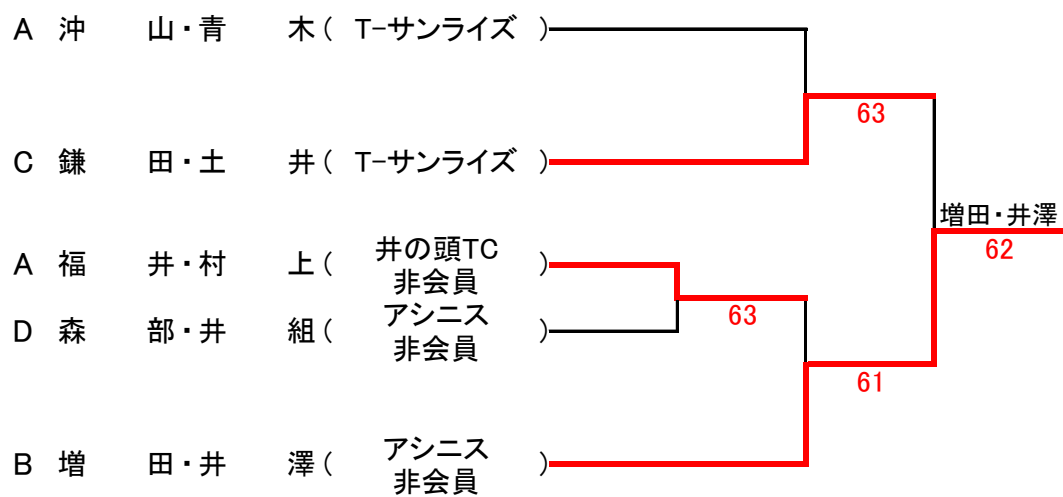 A 沖 山・青 木 ( T-サンライズ )
63
C 鎌 田・土 井 ( T-サンライズ )
増田・井澤
62
A 福 井・村 上 ( 井の頭TC 非会員 )
63
D 森 部・井 組 ( アシニス 非会員 )
61
B 増 田・井 澤 ( アシニス 非会員 )